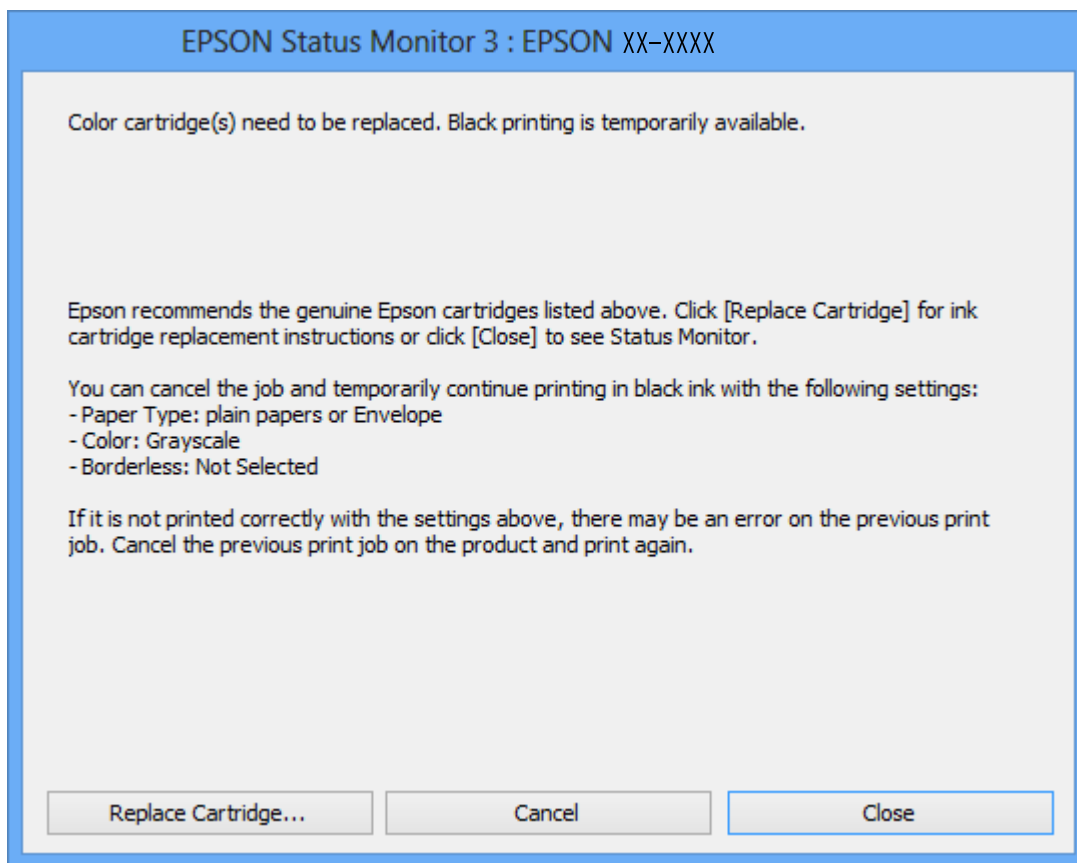 EPSON Status Monitor 3 : EPSON XX-XXXX
Color cartridge(s) need to be replaced. Black printing is temporarily available.
Epson recommends the genuine Epson cartridges listed above. Click [Replace Cartridge] for ink
cartridge replacement instructions or click [Close] to see Status Monitor.
You can cancel the job and temporarily continue printing in black ink with the following settings:
- Paper Type: plain papers or Envelope
- Color: Grayscale
- Borderless: Not Selected
If it is not printed correctly with the settings above, there may be an error on the previous print
job. Cancel the previous print job on the product and print again.
Replace Cartridge...
Cancel
Close